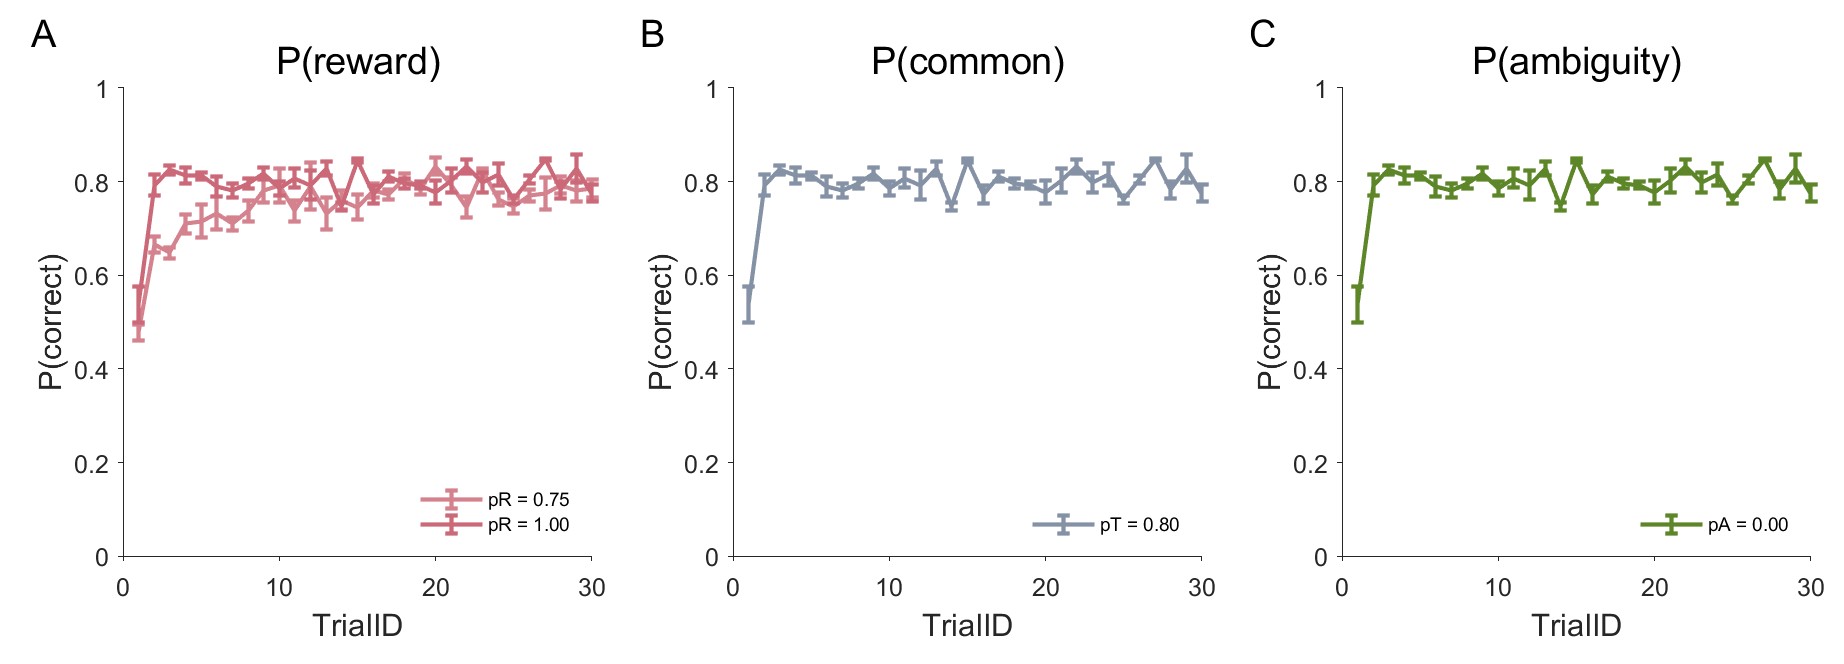 A
P(reward)
P(correct)
1
0.8
0.6
0.4
0.2
0
0
10
20
30
TrialID
pR = 0.75
pR = 1.00
B
P(common)
P(correct)
1
0.8
0.6
0.4
0.2
0
0
10
20
30
TrialID
pT = 0.80
C
P(ambiguity)
P(correct)
1
0.8
0.6
0.4
0.2
0
0
10
20
30
TrialID
pA = 0.00